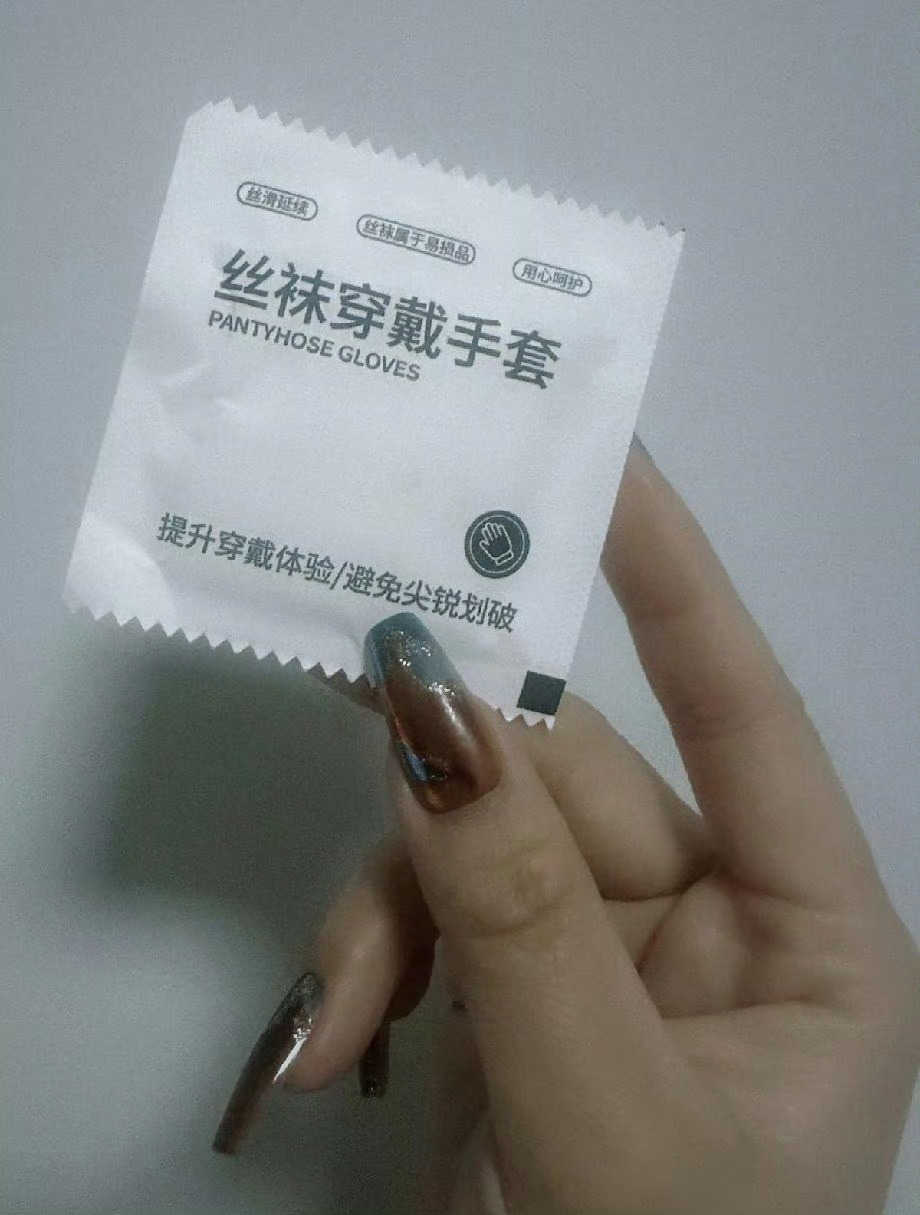 丝滑延续
丝袜属于易损品
用心呵护
丝袜穿戴手套
PANTYHOSE GLOVES
提升穿戴体验/避免尖锐划破